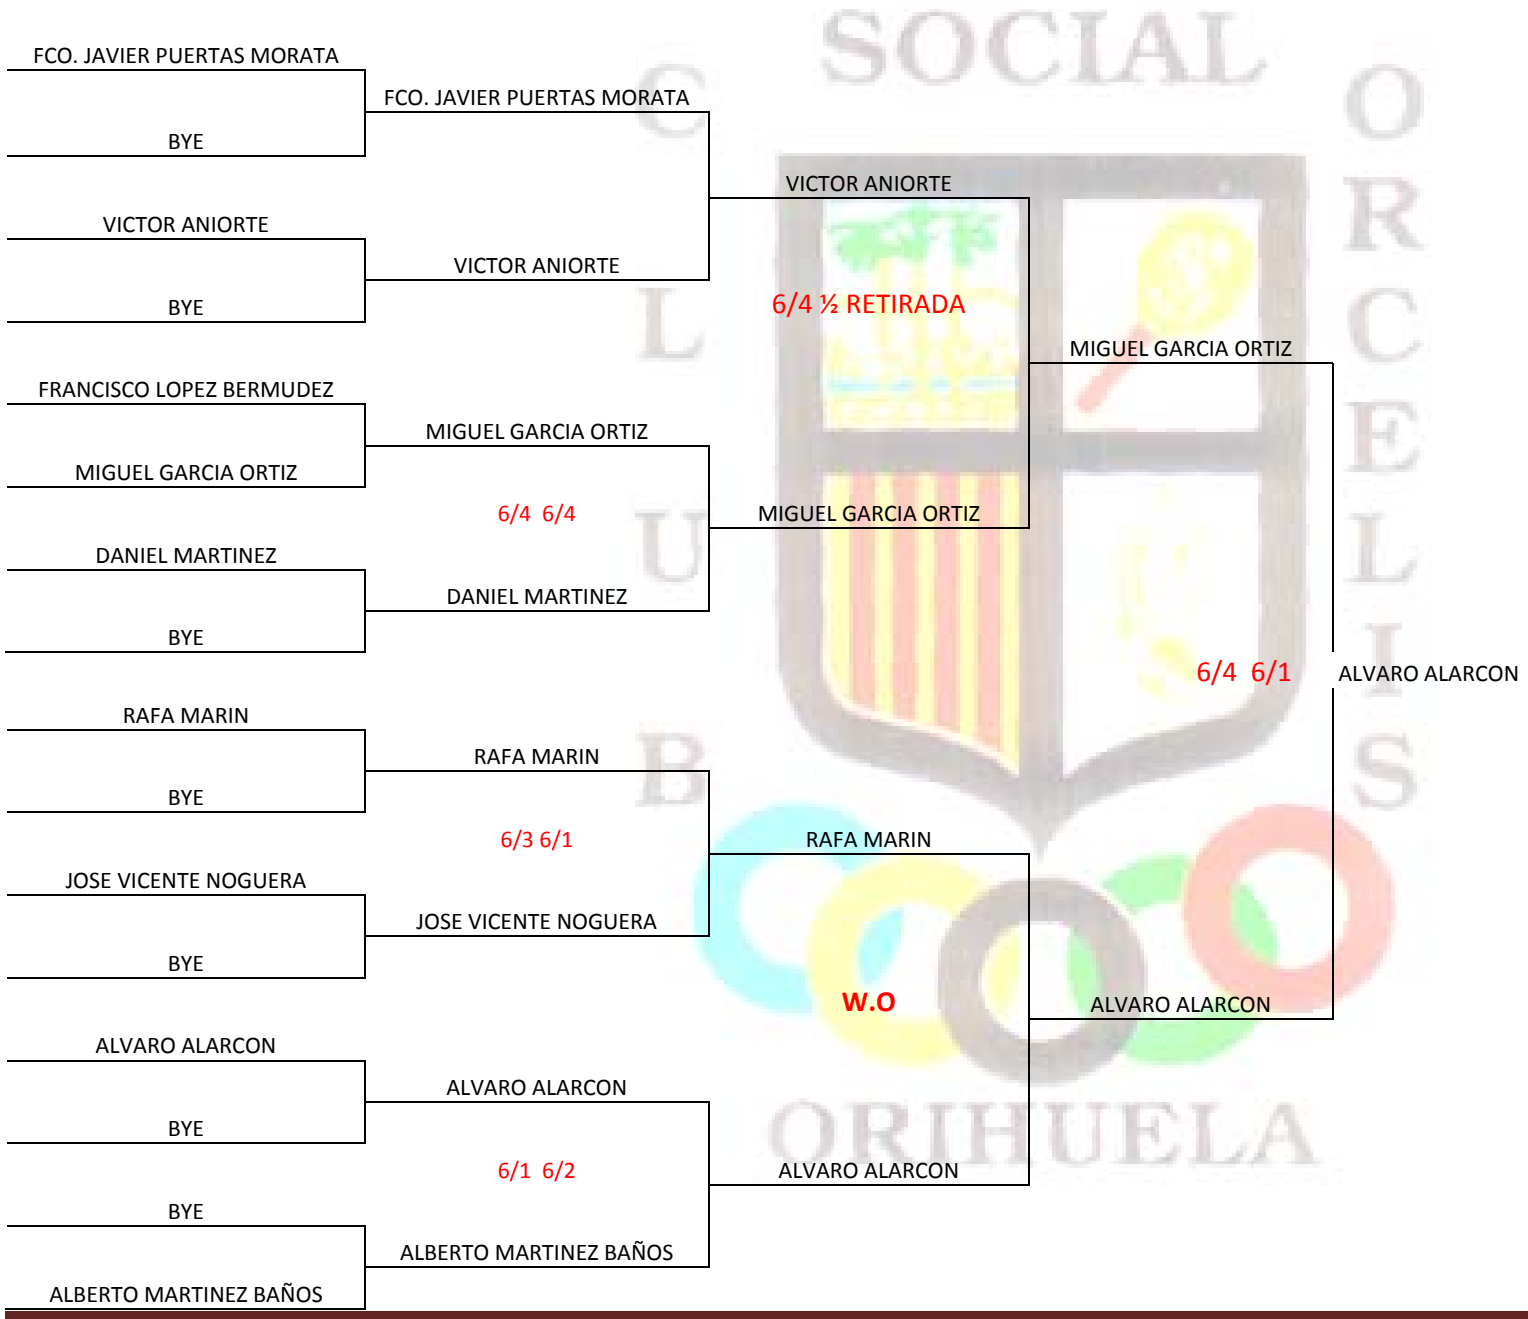 SOCIAL
CLUB
ORCELIS
ORIHUELA
FCO. JAVIER PUERTAS MORATA
BYE
VICTOR ANIORTE
BYE
FRANCISCO LOPEZ BERMUDEZ
MIGUEL GARCIA ORTIZ
DANIEL MARTINEZ
BYE
RAFA MARIN
BYE
JOSE VICENTE NOGUERA
BYE
ALVARO ALARCON
BYE
BYE
ALBERTO MARTINEZ BAÑOS
FCO. JAVIER PUERTAS MORATA
VICTOR ANIORTE
MIGUEL GARCIA ORTIZ
6/4 6/4
DANIEL MARTINEZ
RAFA MARIN
6/3 6/1
JOSE VICENTE NOGUERA
ALVARO ALARCON
6/1 6/2
ALBERTO MARTINEZ BAÑOS
VICTOR ANIORTE
6/4 ½ RETIRADA
MIGUEL GARCIA ORTIZ
RAFA MARIN
W.O
ALVARO ALARCON
MIGUEL GARCIA ORTIZ
6/4 6/1
ALVARO ALARCON
ALVARO ALARCON